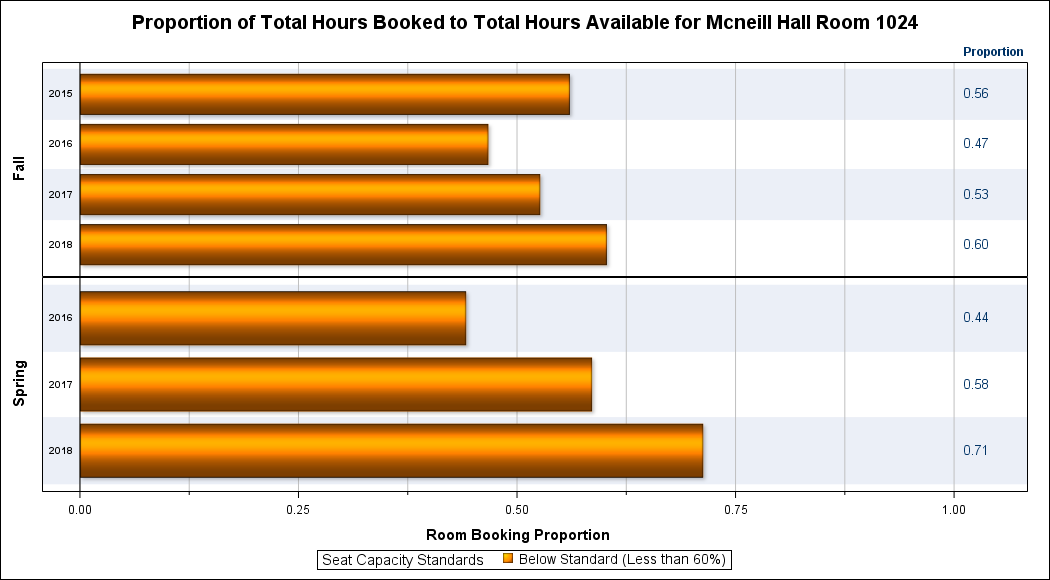 Proportion of Total Hours Booked to Total Hours Available for Mcneill Hall Room 1024
Proportion
Fall
2015 0.56
2016 0.47
2017 0.53
2018 0.60
Spring
2016 0.44
2017 0.58
2018 0.71
0.00 0.25 0.50 0.75 1.00
Room Booking Proportion
Seat Capacity Standards Below Standard (Less than 60%)